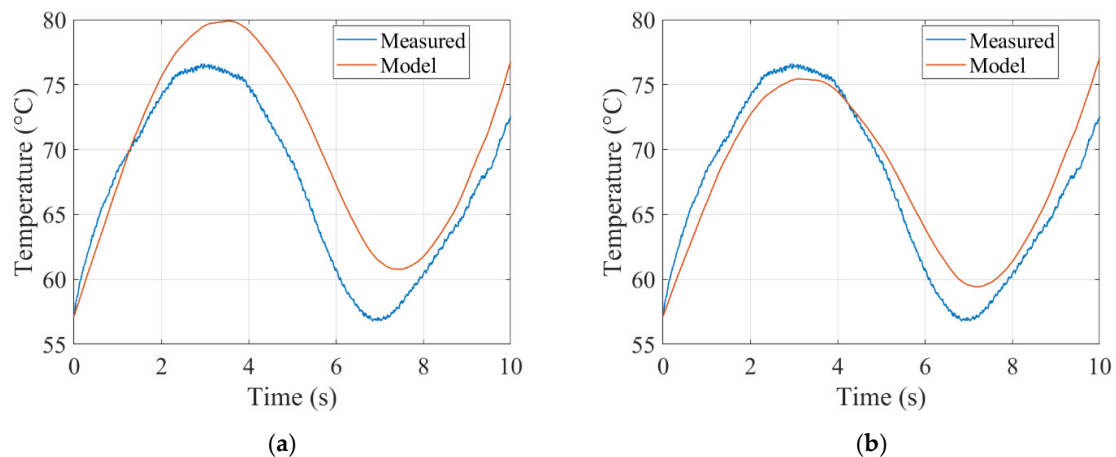 80
75
70
65
60
55
Temperature (°C)
0 2 4 6 8 10
Time (s)
Measured
Model
(a)
80
75
70
65
60
55
Temperature (°C)
0 2 4 6 8 10
Time (s)
Measured
Model
(b)